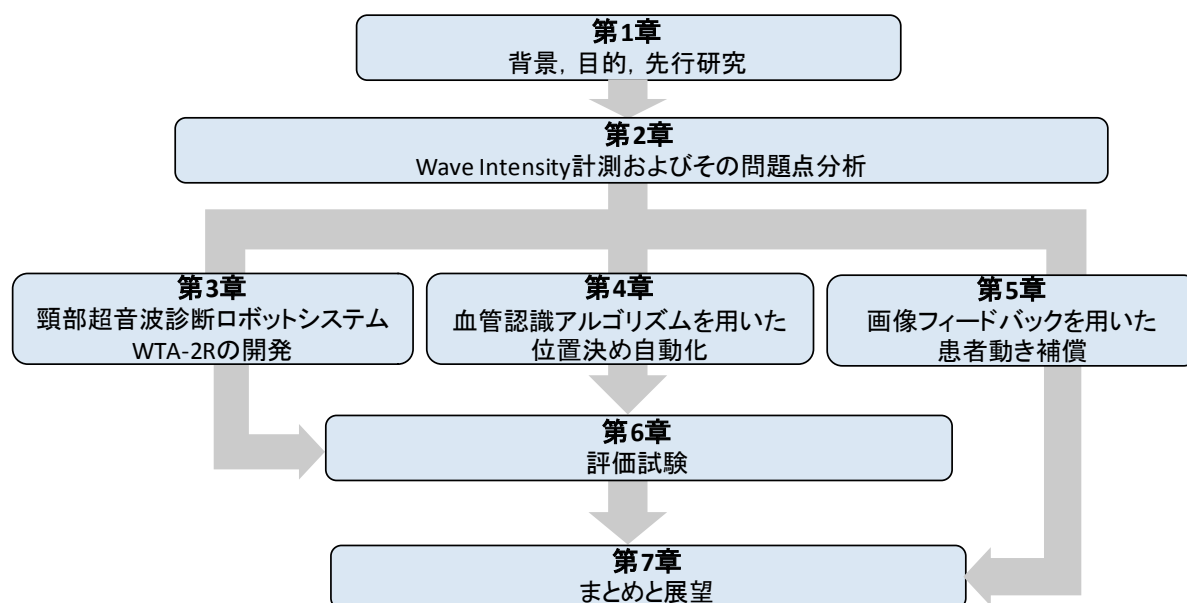 第1章
背景，目的，先行研究
第2章
Wave Intensity計測およびその問題点分析
第3章
頸部超音波診断ロボットシステム
WTA-2Rの開発
第4章
血管認識アルゴリズムを用いた
位置決め自動化
第5章
画像フィードバックを用いた
患者動き補償
第6章
評価試験
第7章
まとめと展望